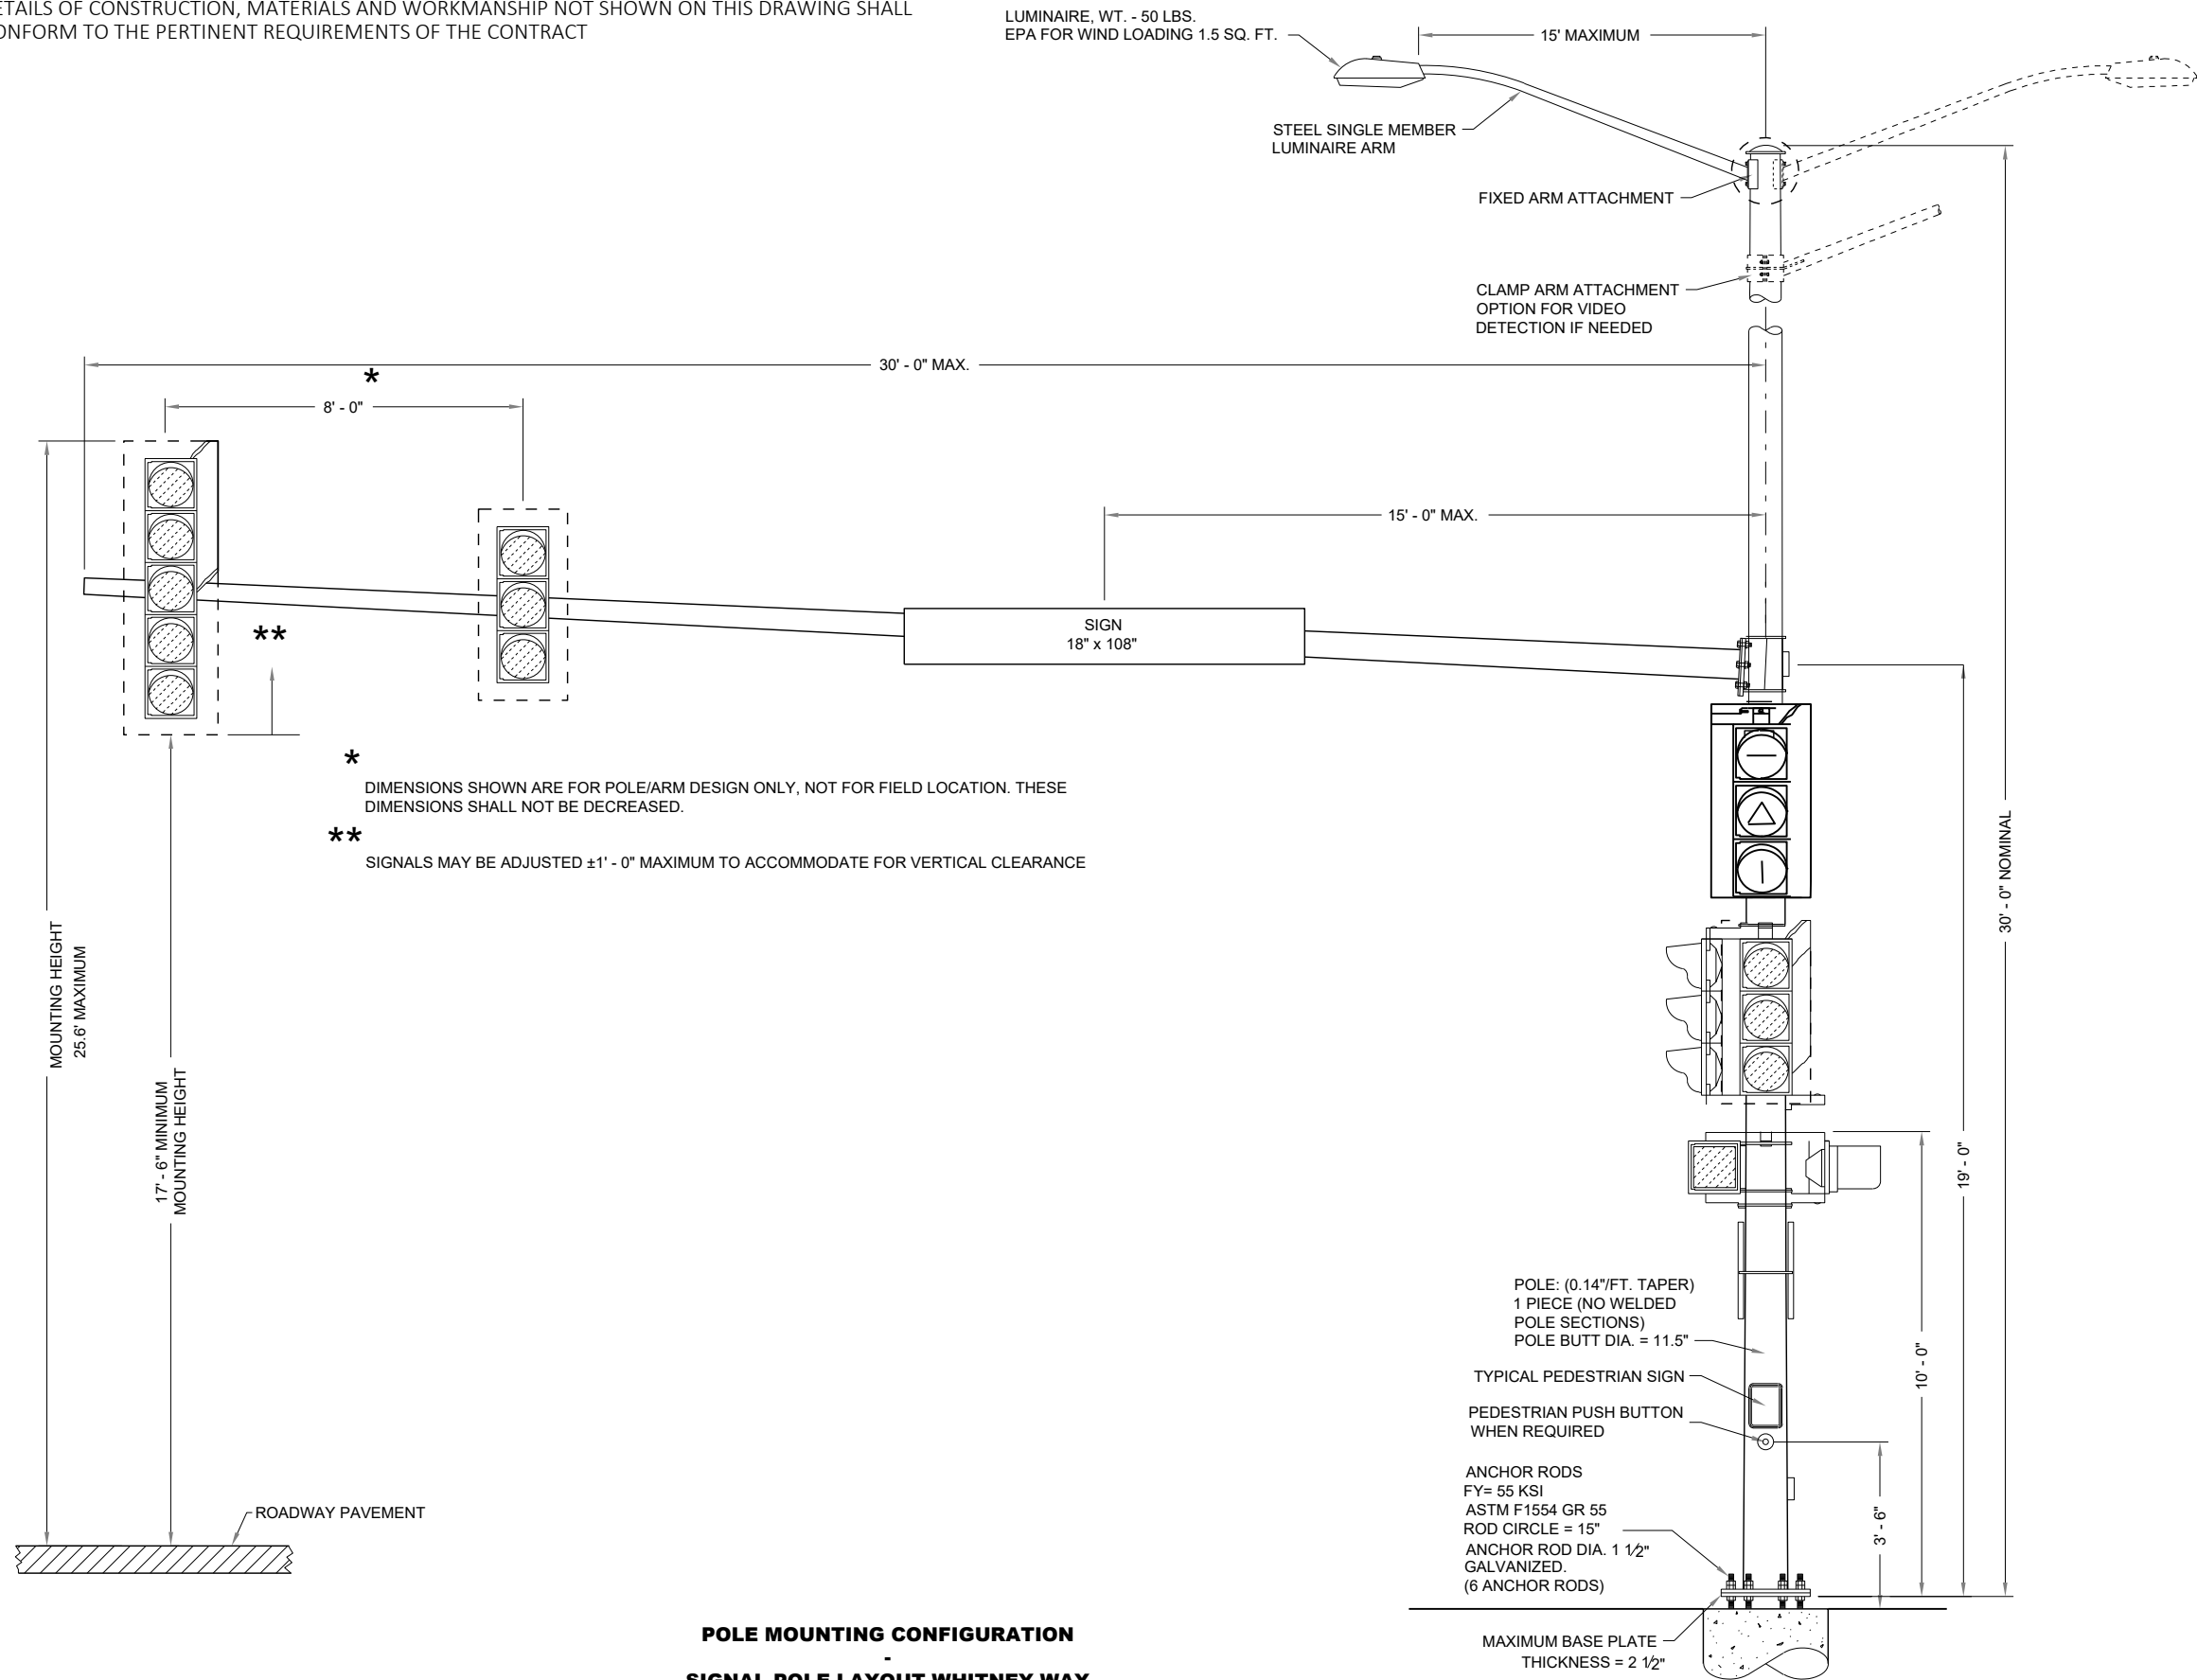 ETAILS OF CONSTRUCTION, MATERIALS AND WORKMANSHIP NOT SHOWN ON THIS DRAWING SHALL
ONFORM TO THE PERTINENT REQUIREMENTS OF THE CONTRACT
LUMINAIRE, WT. - 50 LBS.
EPA FOR WIND LOADING 1.5 SQ. FT.
15' MAXIMUM
STEEL SINGLE MEMBER
LUMINAIRE ARM
FIXED ARM ATTACHMENT
CLAMP ARM ATTACHMENT
OPTION FOR VIDEO
DETECTION IF NEEDED
30' - 0" MAX.
*
8' - 0"
15' - 0" MAX.
SIGN
18" x 108"
**
*
DIMENSIONS SHOWN ARE FOR POLE/ARM DESIGN ONLY, NOT FOR FIELD LOCATION. THESE
DIMENSIONS SHALL NOT BE DECREASED.
**
SIGNALS MAY BE ADJUSTED ±1' - 0" MAXIMUM TO ACCOMMODATE FOR VERTICAL CLEARANCE
MOUNTING HEIGHT
25.6' MAXIMUM
17' - 6" MINIMUM
MOUNTING HEIGHT
30' - 0" NOMINAL
19' - 0"
10' - 0"
3' - 6"
POLE: (0.14"/FT. TAPER)
1 PIECE (NO WELDED
POLE SECTIONS)
POLE BUTT DIA. = 11.5"
TYPICAL PEDESTRIAN SIGN
PEDESTRIAN PUSH BUTTON
WHEN REQUIRED
ANCHOR RODS
FY= 55 KSI
ASTM F1554 GR 55
ROD CIRCLE = 15"
ANCHOR ROD DIA. 1 1/2"
GALVANIZED.
(6 ANCHOR RODS)
ROADWAY PAVEMENT
MAXIMUM BASE PLATE
THICKNESS = 2 1/2"
POLE MOUNTING CONFIGURATION
-
SIGNAL POLE LAYOUT WHITNEY WAY